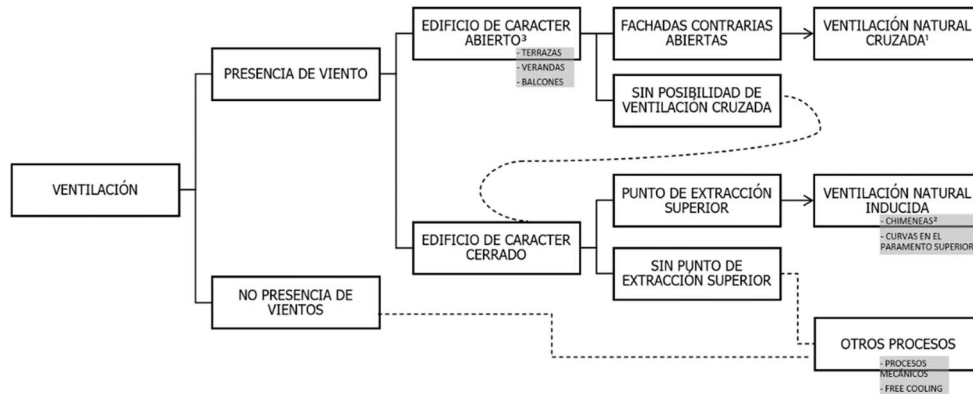 EDIFICIO DE CARACTER
ABIERTO³
- TERRAZAS
- VERANDAS
- BALCONES
FACHADAS CONTRARIAS
ABIERTAS
VENTILACIÓN NATURAL
CRUZADA¹
PRESENCIA DE VIENTO
SIN POSIBILIDAD DE
VENTILACIÓN CRUZADA
VENTILACIÓN
PUNTO DE EXTRACCIÓN
SUPERIOR
VENTILACIÓN NATURAL
INDUCIDA
- CHIMENEAS²
- CURVAS EN EL
PARAMENTO SUPERIOR
EDIFICIO DE CARACTER
CERRADO
SIN PUNTO DE
EXTRACCIÓN SUPERIOR
NO PRESENCIA DE
VIENTOS
OTROS PROCESOS
- PROCESOS
MECÁNICOS
- FREE COOLING